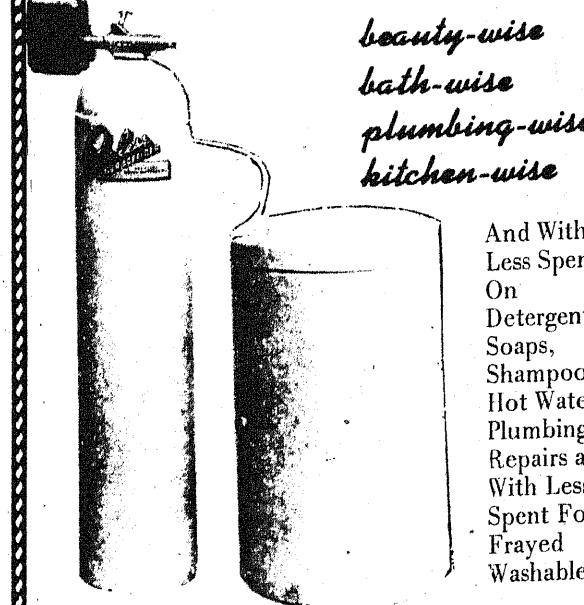 beauty-wise
bath-wise
plumbing-wise
kitchen-wise
And With
Less Spen
On
Detergent
Soaps,
Shampoo
Hot Wate
Plumbing
Repairs a
With Less
Spent Fo
Frayed
Washable